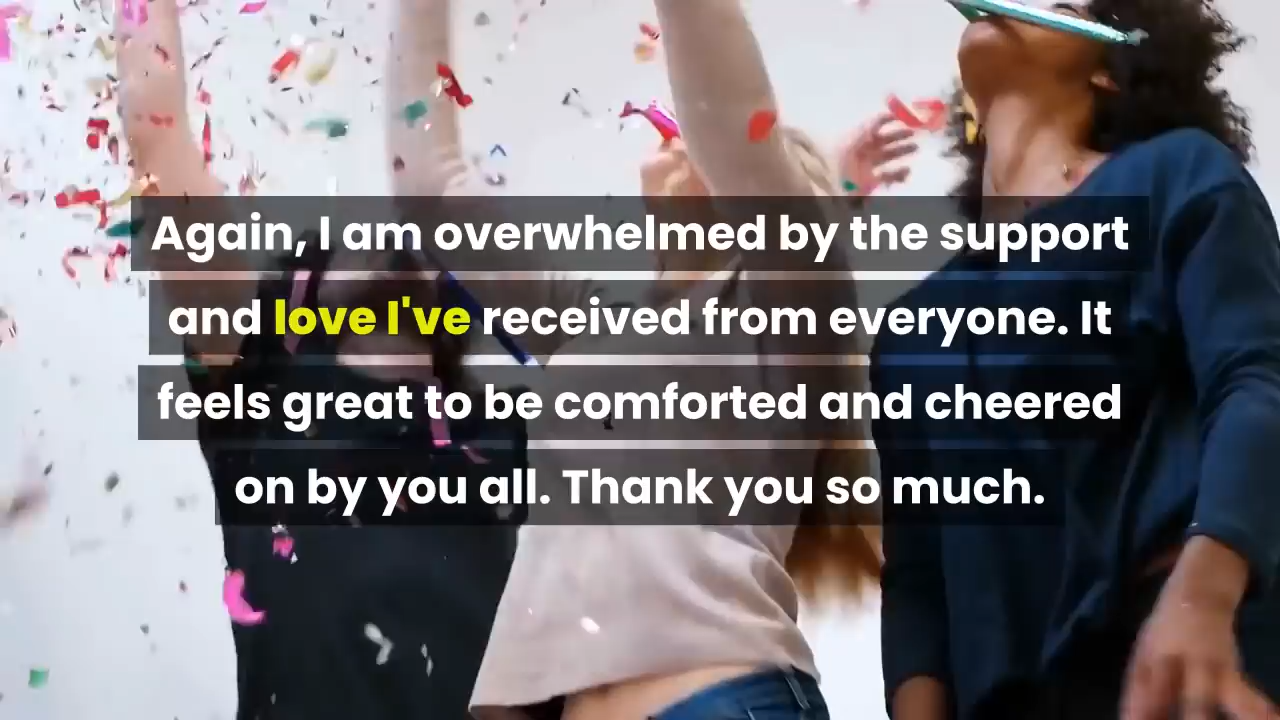 Again, I am overwhelmed by the support
and love I've received from everyone. It
feels great to be comforted and cheered
on by you all. Thank you so much.